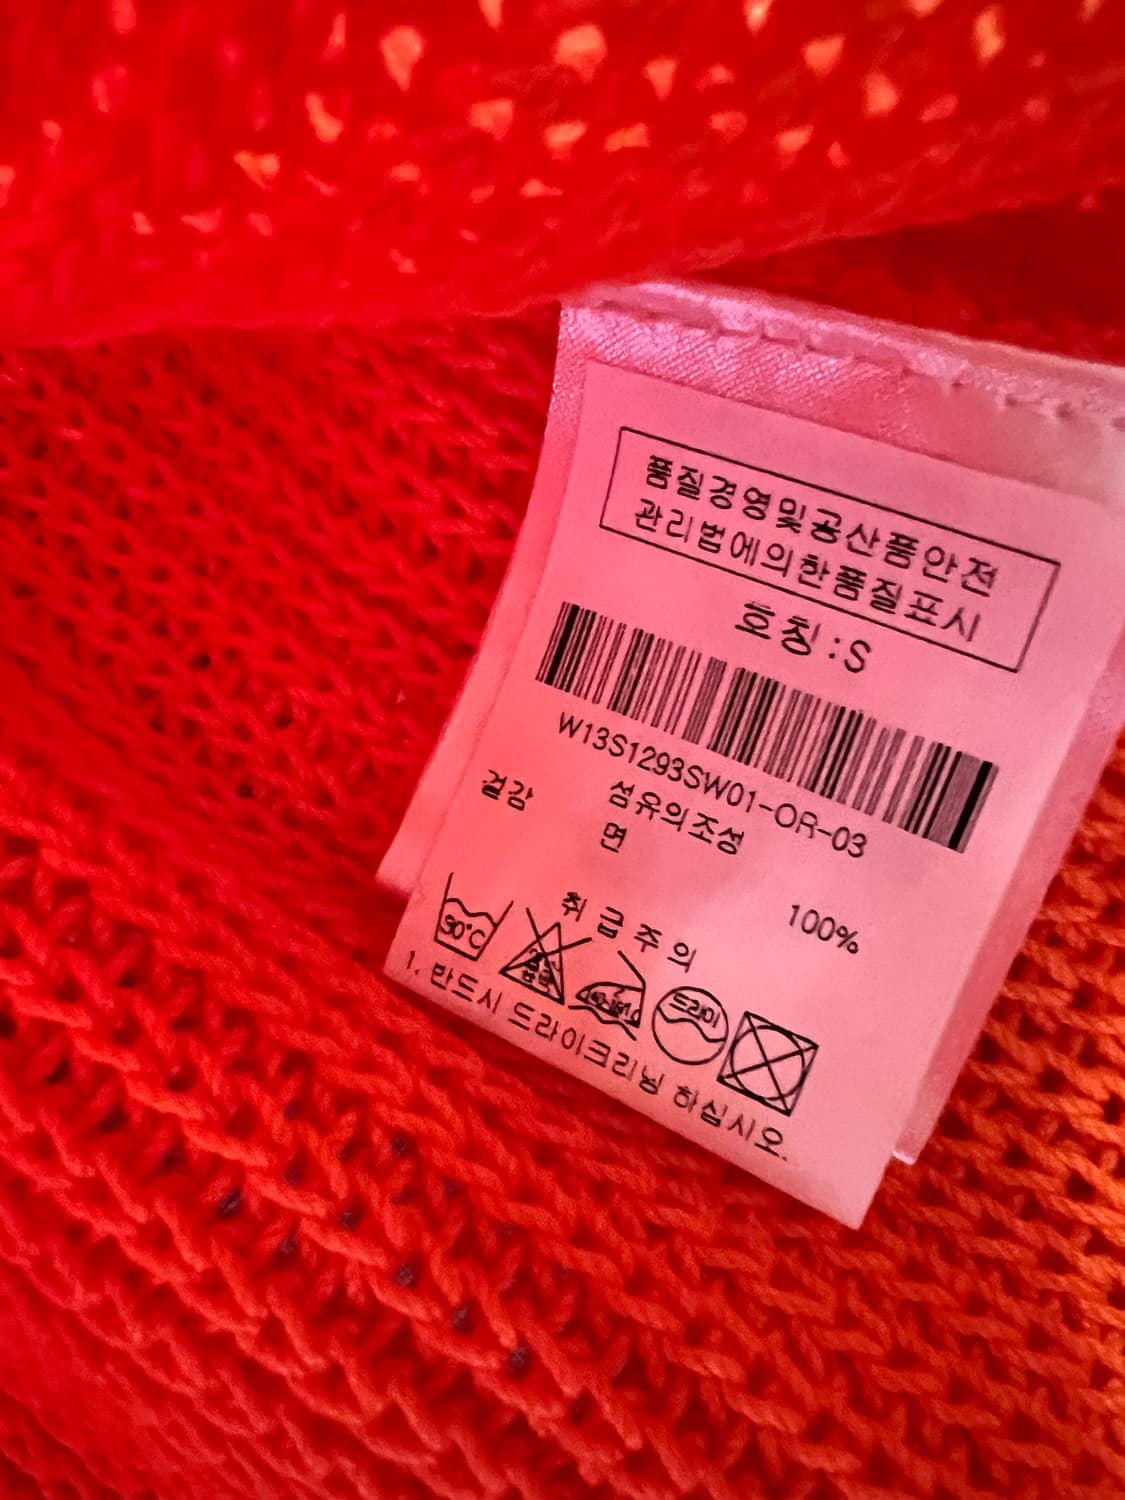 품질경영및공산품안전
관리법에의한품질표시
호칭:S
W13S1293SW01-OR-03
겉감 섬유의조성
면 100%
취급주의
30°C
드라이
1. 반드시 드라이크리닝 하십시오.